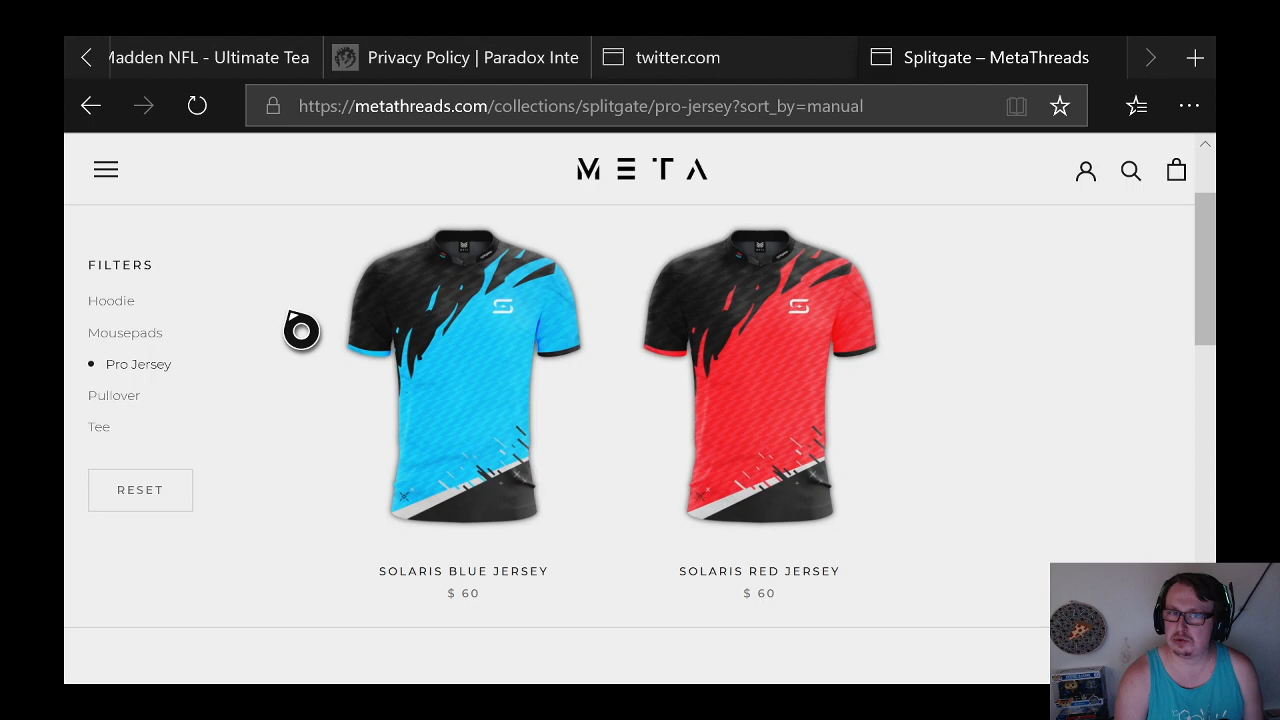 Madden NFL - Ultimate Tea
Privacy Policy | Paradox Inte
twitter.com
Splitgate – MetaThreads
https://metathreads.com/collections/splitgate/pro-jersey?sort_by=manual
META
FILTERS
Hoodie
Mousepads
Pro Jersey
Pullover
Tee
RESET
SOLARIS BLUE JERSEY
$ 60
SOLARIS RED JERSEY
$ 60